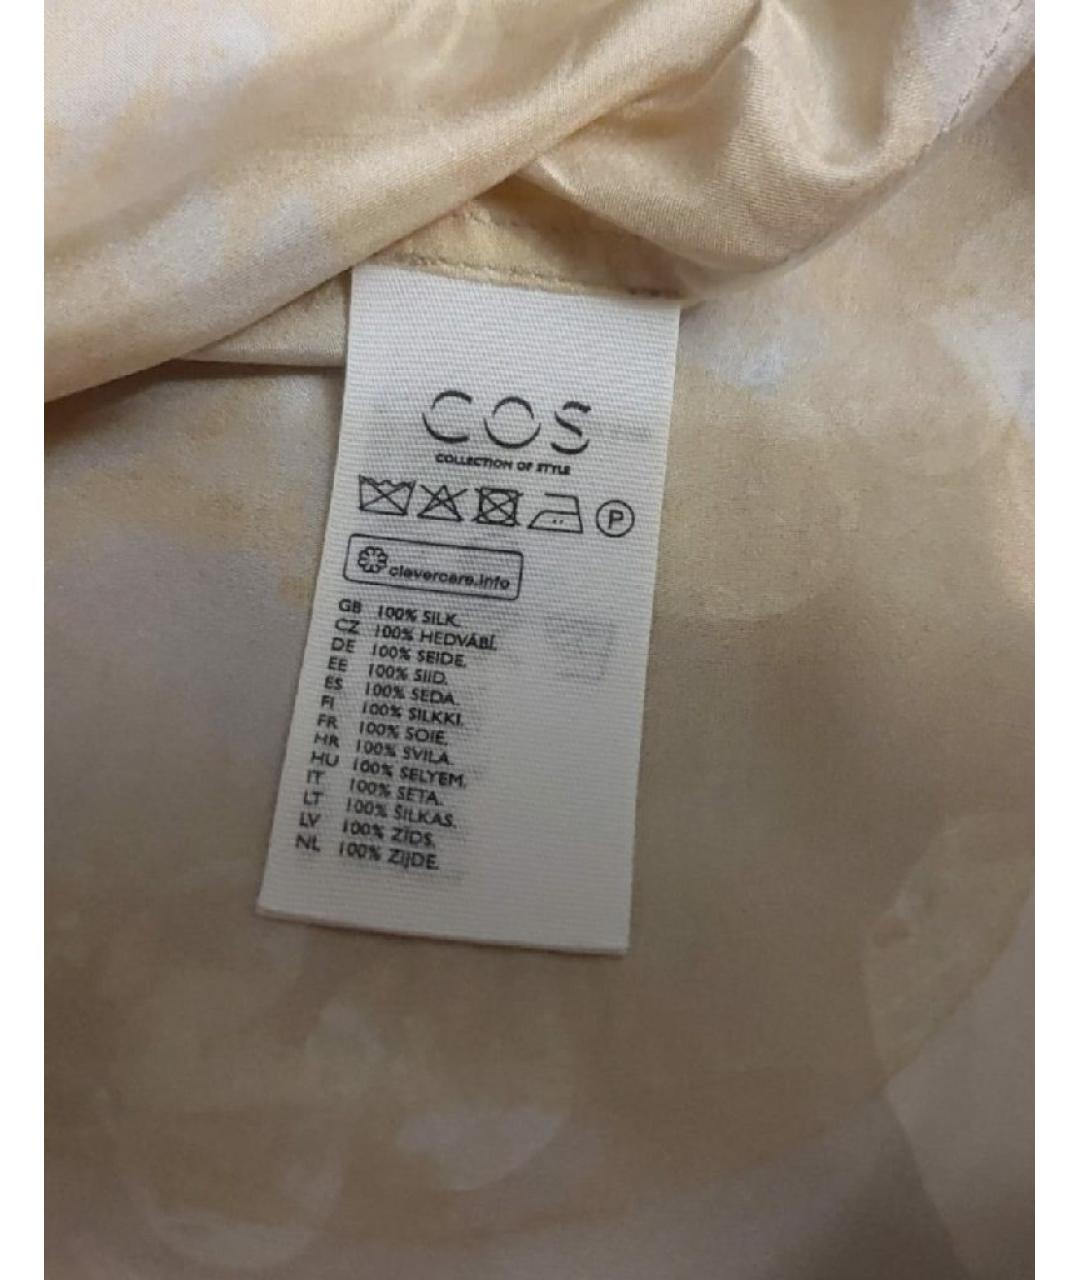 COS
COLLECTION OF STYLE
P
clevercare.info
GB 100% SILK.
CZ 100% HEDVÁBÍ.
DE 100% SEIDE.
EE 100% SIID.
ES 100% SEDA.
FI 100% SILKKI.
FR 100% SOIE.
HR 100% SVILA.
HU 100% SELYEM.
IT 100% SETA.
LT 100% ŠILKAS.
LV 100% ZĪDS.
NL 100% ZIJDE.